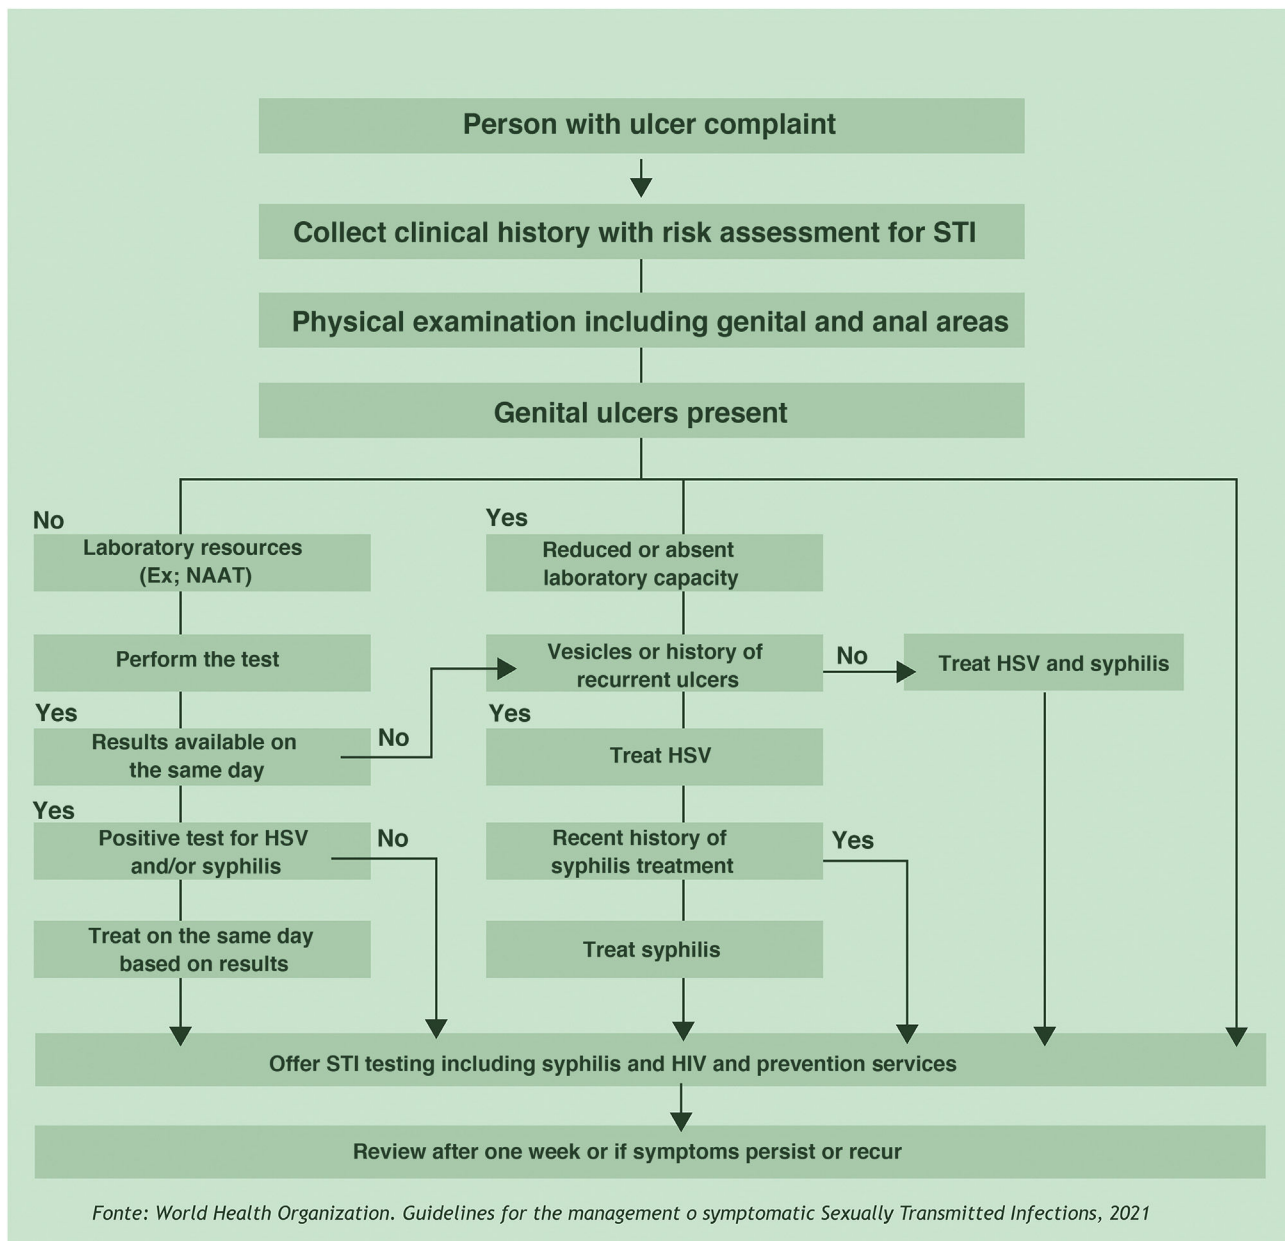 Person with ulcer complaint
Collect clinical history with risk assessment for STI
Physical examination including genital and anal areas
Genital ulcers present
No
Laboratory resources
(Ex; NAAT)
Yes
Reduced or absent
laboratory capacity
Perform the test
Vesicles or history of
recurrent ulcers
No
Treat HSV and syphilis
Yes
Results available on
the same day
No
Yes
Treat HSV
Yes
Positive test for HSV
and/or syphilis
No
Recent history of
syphilis treatment
Yes
Treat on the same day
based on results
Treat syphilis
Offer STI testing including syphilis and HIV and prevention services
Review after one week or if symptoms persist or recur
Fonte: World Health Organization. Guidelines for the management o symptomatic Sexually Transmitted Infections, 2021